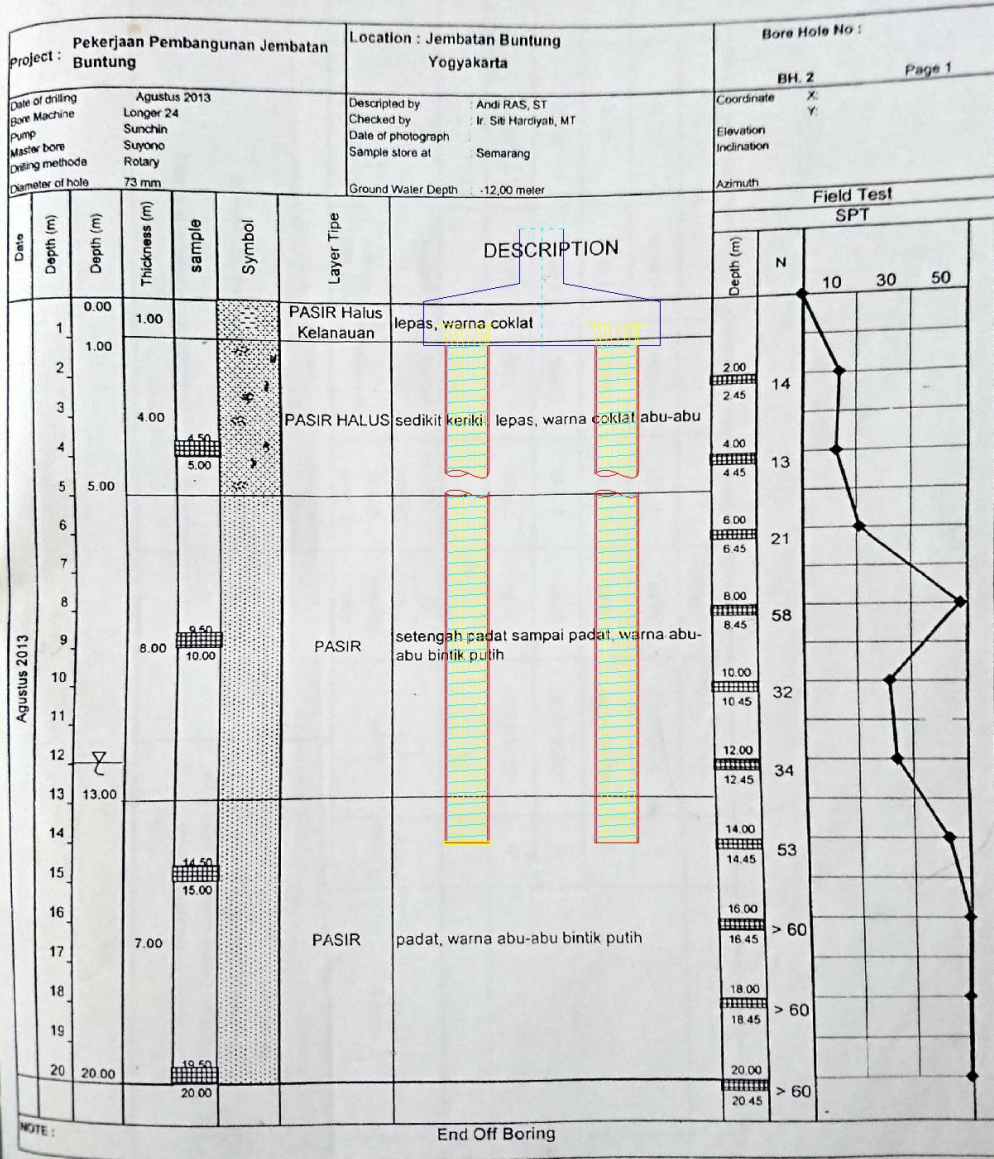 Project : Pekerjaan Pembangunan Jembatan
Buntung
Location : Jembatan Buntung
Yogyakarta
Bore Hole No :
BH. 2 Page 1
Date of drilling Agustus 2013
Bore Machine Longer 24
Pump Sunchin
Master bore Suyono
Drilling methode Rotary
Diameter of hole 73 mm
Descripted by : Andi RAS, ST
Checked by : Ir. Siti Hardiyati, MT
Date of photograph :
Sample store at : Semarang
Ground Water Depth : -12,00 meter
Coordinate X:
Y:
Elevation
Inclination
Azimuth
Field Test
SPT
Date
Depth (m)
Depth (m)
Thickness (m)
sample
Symbol
Layer Tipe
DESCRIPTION
Depth (m)
N
10 30 50
Agustus 2013
1
2
3
4
5
6
7
8
9
10
11
12
13
14
15
16
17
18
19
20
0.00
1.00
5.00
13.00
20.00
1.00
4.00
8.00
7.00
4.50
5.00
9.50
10.00
14.50
15.00
19.50
20.00
PASIR Halus
Kelanauan
lepas, warna coklat
PASIR HALUS sedikit kerikil, lepas, warna coklat abu-abu
PASIR
setengah padat sampai padat, warna abu-
abu bintik putih
PASIR padat, warna abu-abu bintik putih
2.00
2.45
14
4.00
4.45
13
6.00
6.45
21
8.00
8.45
58
10.00
10.45
32
12.00
12.45
34
14.00
14,45
53
16.00
16.45
> 60
18.00
18.45
> 60
20.00
20 45
> 60
NOTE :
End Off Boring